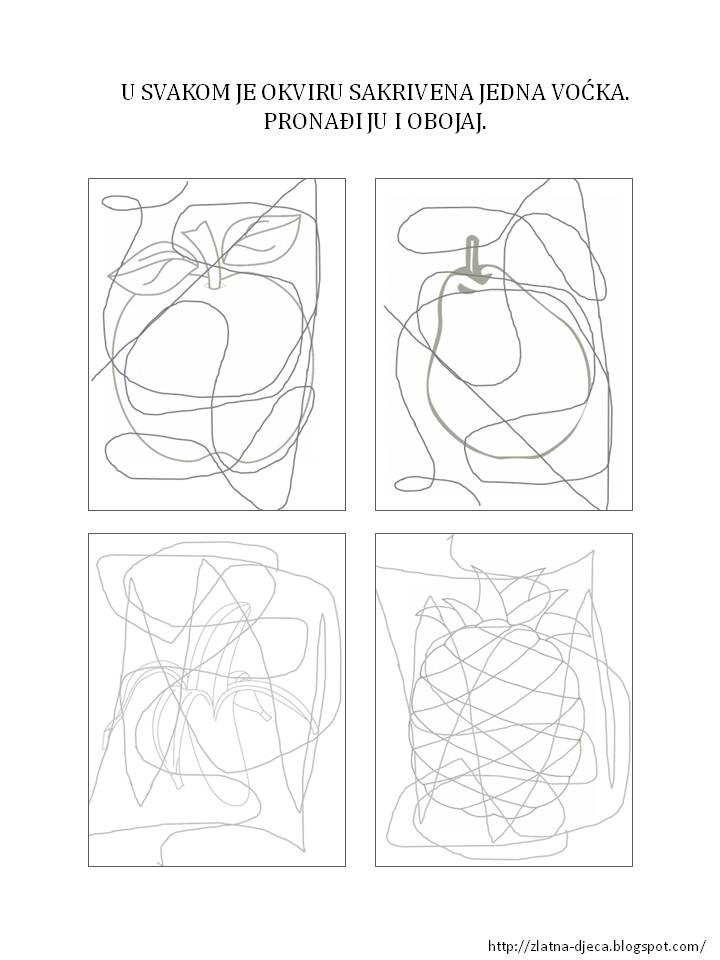 U SVAKOM JE OKVIRU SAKRIVENA JEDNA VOĆKA.
PRONAĐI JU I OBOJAJ.
http://zlatna-djeca.blogspot.com/